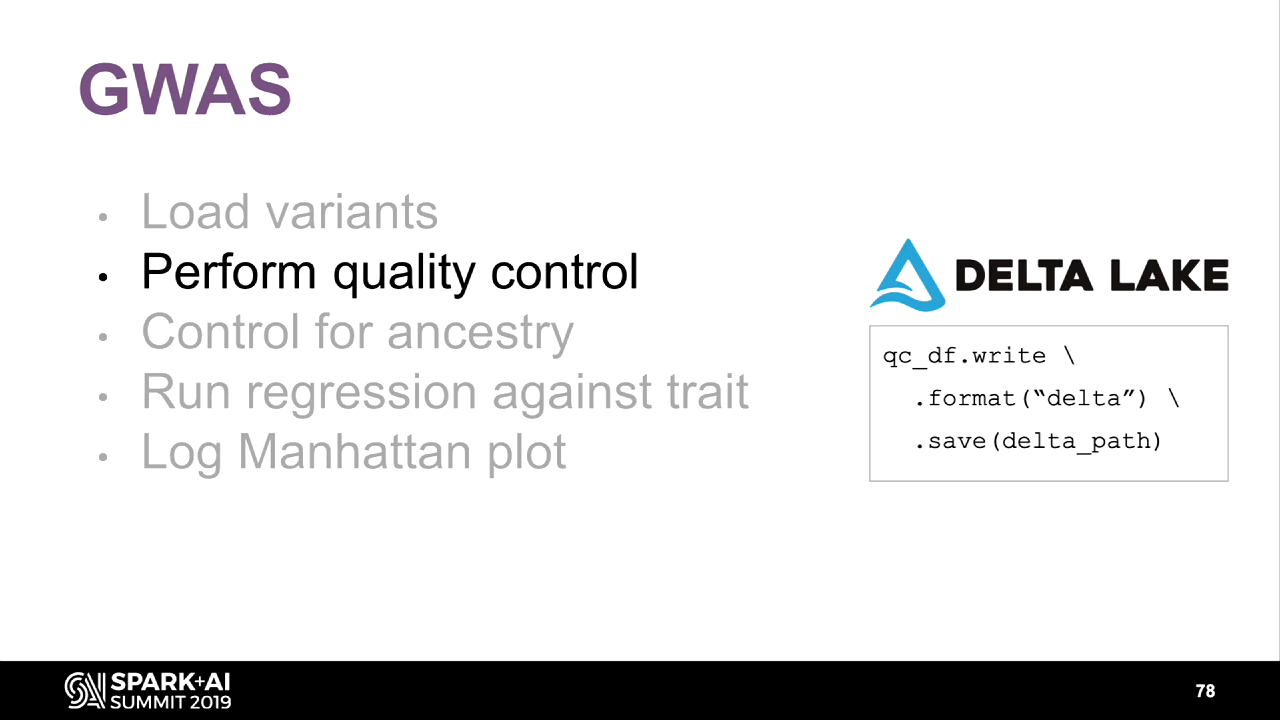 GWAS
• Load variants
• Perform quality control
• Control for ancestry
• Run regression against trait
• Log Manhattan plot
DELTA LAKE
qc_df.write \
.format(“delta”) \
.save(delta_path)
SPARK+AI
SUMMIT 2019
78